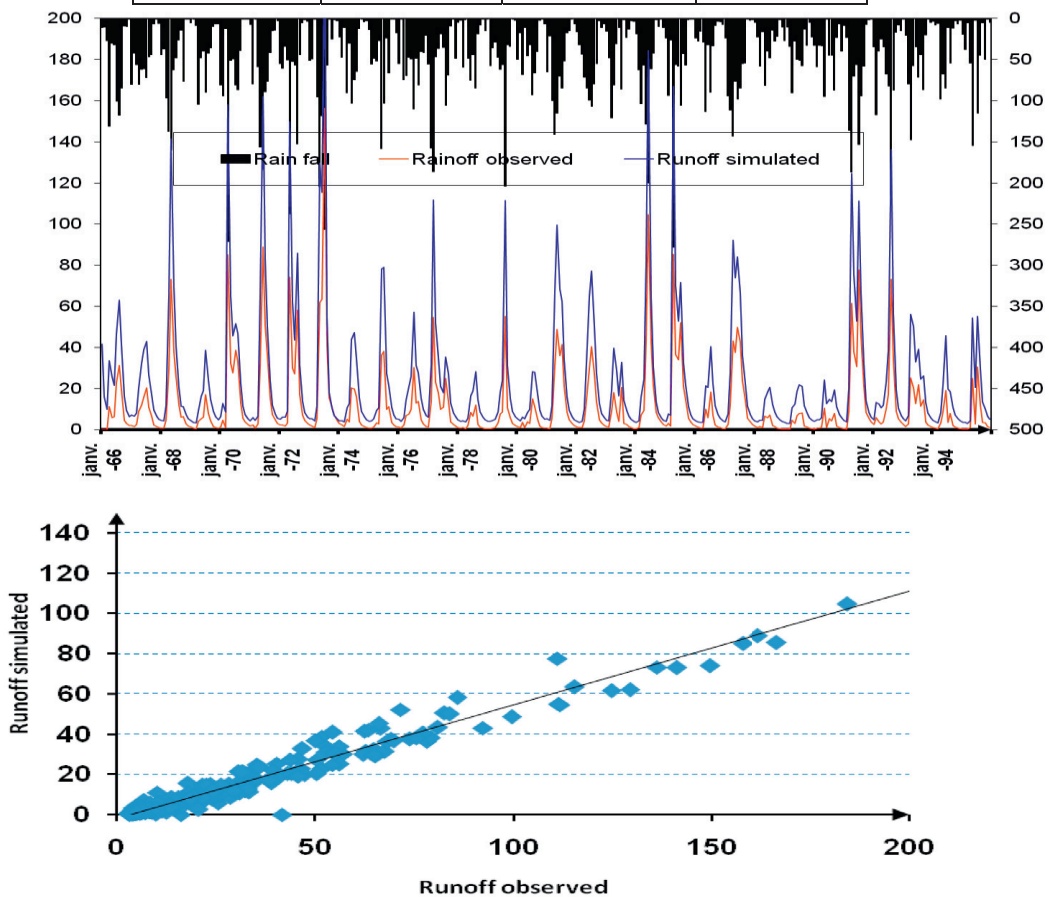 200
180
160
140
120
100
80
60
40
20
0
0
50
100
150
200
250
300
350
400
450
500
Rain fall
Rainoff observed
Runoff simulated
janv. -66
janv. -68
janv. -70
janv. -72
janv. -74
janv. -76
janv. -78
janv. -80
janv. -82
janv. -84
janv. -86
janv. -88
janv. -90
janv. -92
janv. -94
Runoff simulated
140
120
100
80
60
40
20
0
0
50
100
150
200
Runoff observed